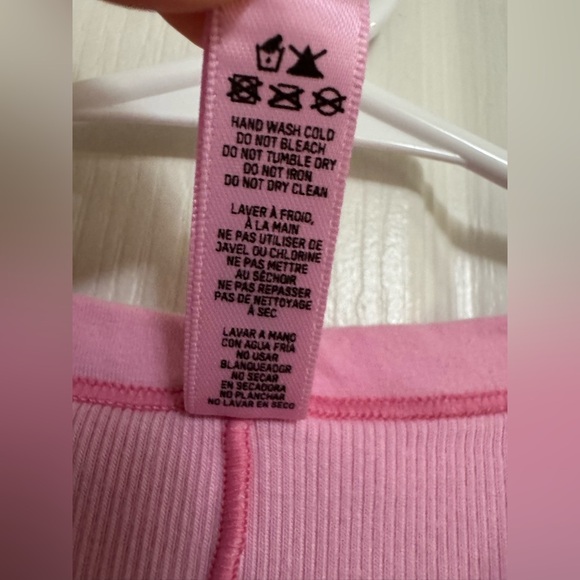 HAND WASH COLD
DO NOT BLEACH
DO NOT TUMBLE DRY
DO NOT IRON
DO NOT DRY CLEAN
LAVER À FROID,
À LA MAIN
NE PAS UTILISER DE
JAVEL OU CHLORINE
NE PAS METTRE
AU SÉCHOIR
NE PAS REPASSER
PAS DE NETTOYAGE
À SEC
LAVAR A MANO
CON AGUA FRÍA
NO USAR
BLANQUEADOR
NO SECAR
EN SECADORA
NO PLANCHAR
NO LAVAR EN SECO